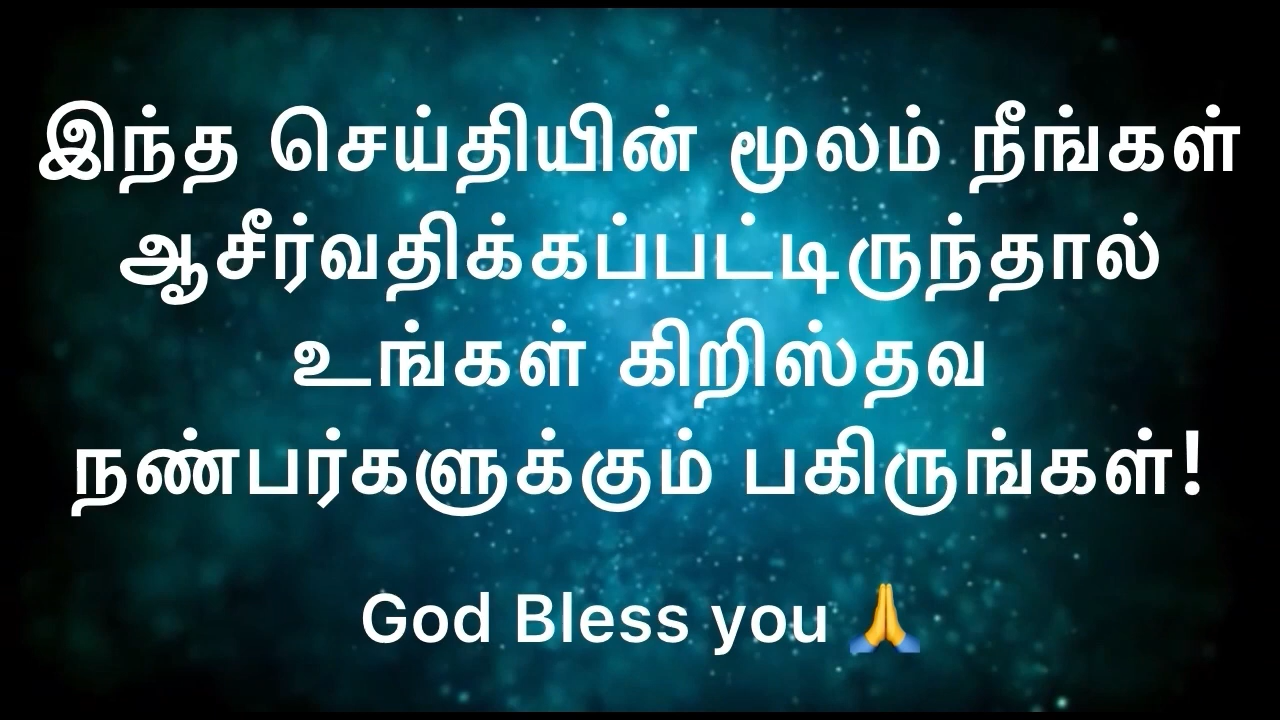 இந்த செய்தியின் மூலம் நீங்கள்
ஆசீர்வதிக்கப்பட்டிருந்தால்
உங்கள் கிறிஸ்தவ
நண்பர்களுக்கும் பகிருங்கள்!
God Bless you 🙏